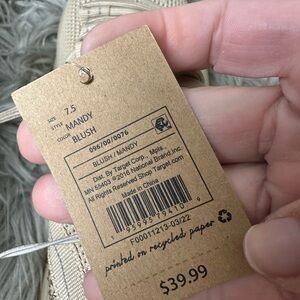 SIZE 7.5
STYLE MANDY
COLOR BLUSH
096/00/0076
BLUSH / MANDY
Dist. By Target Corp., Mpls.,
MN 55403 ©2016 National Brand, Inc.
All Rights Reserved Shop Target.com
Made in China
F00011213-03/22
printed on recycled paper
$39.99